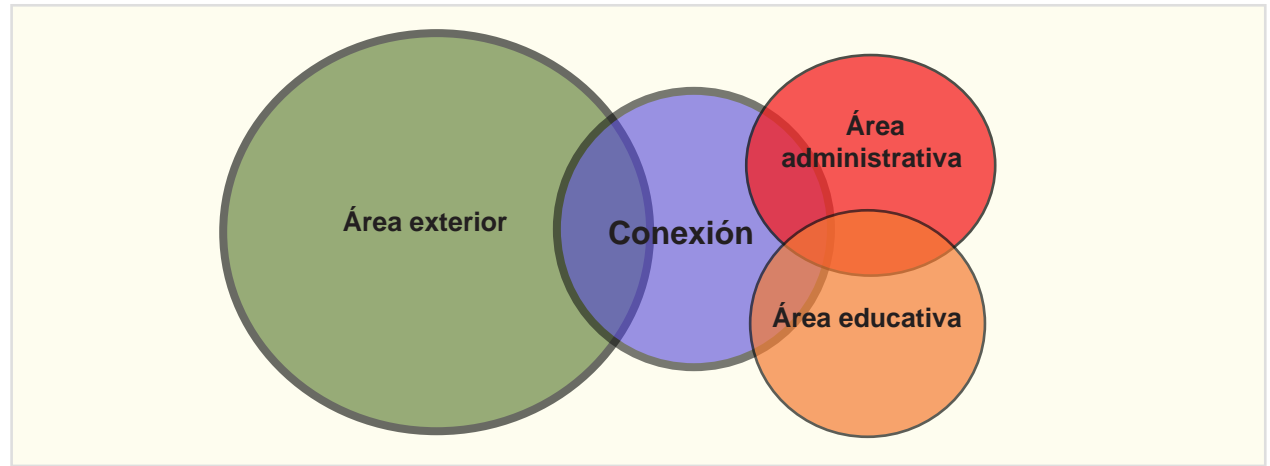 Área exterior
Conexión
Área
administrativa
Área educativa